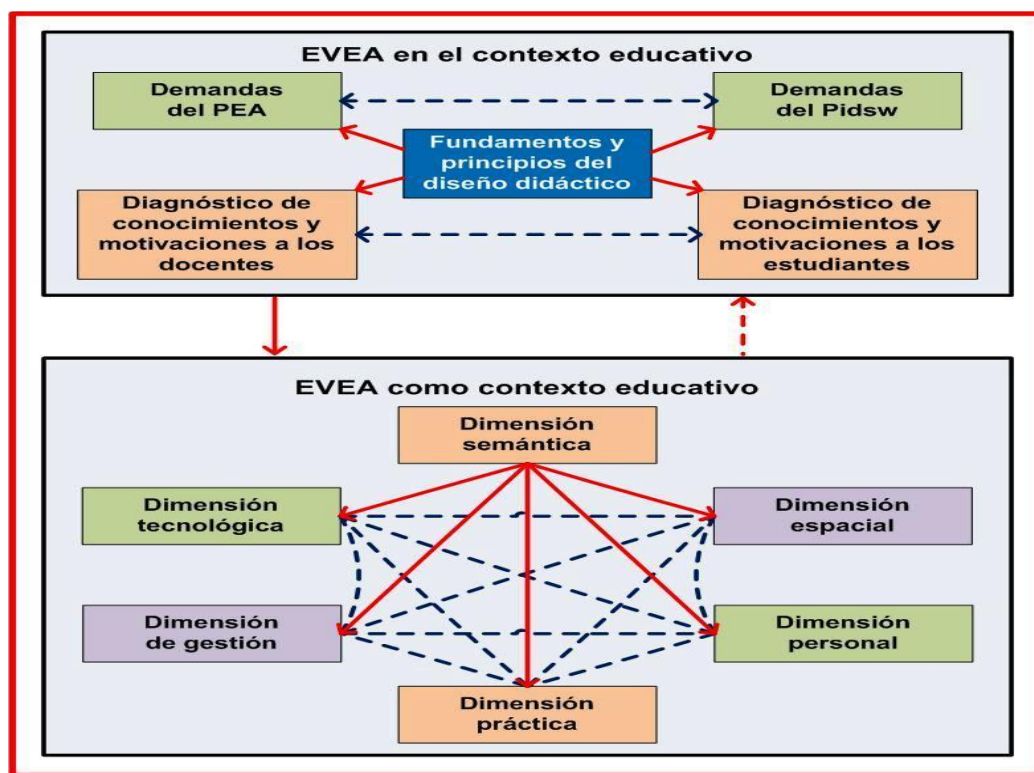 EVEA en el contexto educativo
Demandas
del PEA
Demandas
del Pidsw
Fundamentos y
principios del
diseño didáctico
Diagnóstico de
conocimientos y
motivaciones a los
docentes
Diagnóstico de
conocimientos y
motivaciones a los
estudiantes
EVEA como contexto educativo
Dimensión
semántica
Dimensión
tecnológica
Dimensión
espacial
Dimensión
de gestión
Dimensión
personal
Dimensión
práctica